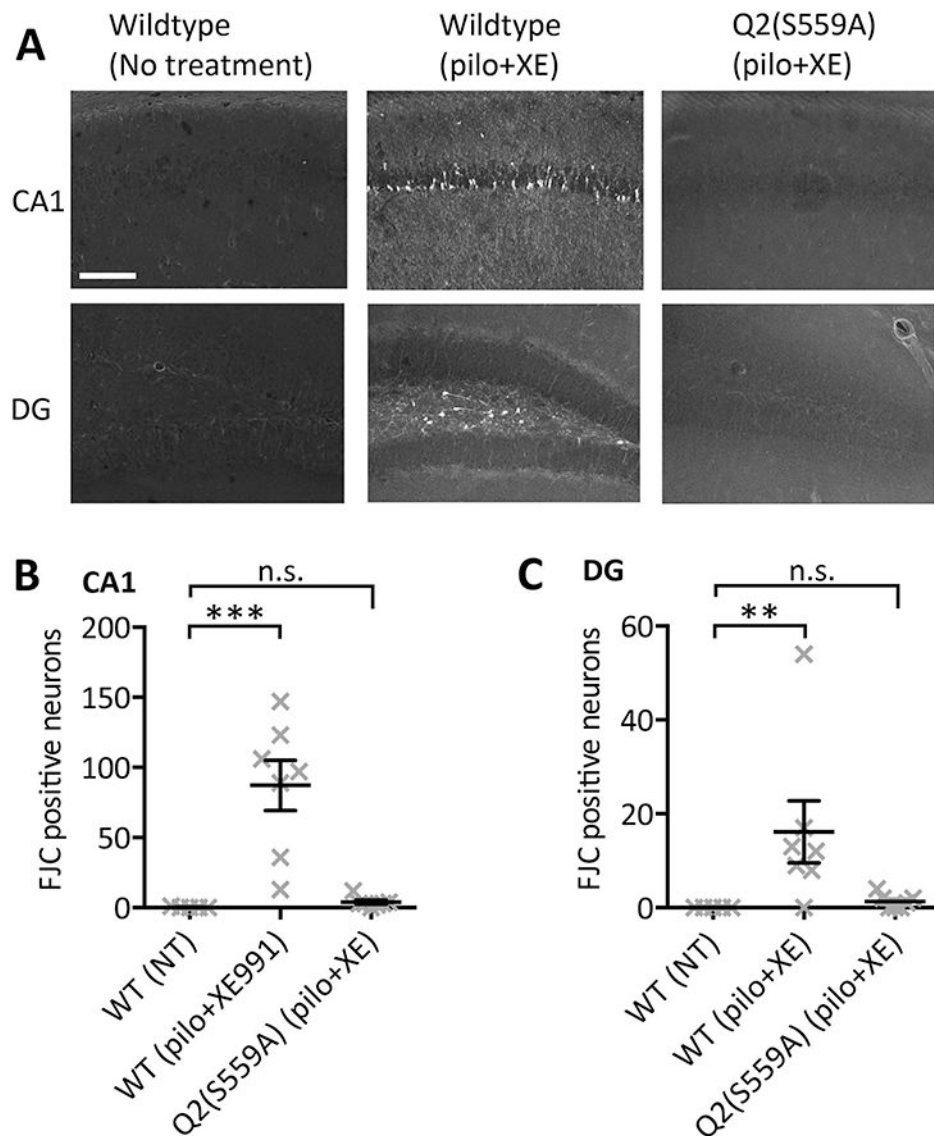 A
Wildtype
(No treatment)
Wildtype
(pilo+XE)
Q2(S559A)
(pilo+XE)
CA1
DG
B CA1
n.s.
***
FJC positive neurons
200
150
100
50
0
WT (NT)
WT (pilo+XE991)
Q2(S559A) (pilo+XE)
C DG
n.s.
**
FJC positive neurons
60
40
20
0
WT (NT)
WT (pilo+XE)
Q2(S559A) (pilo+XE)